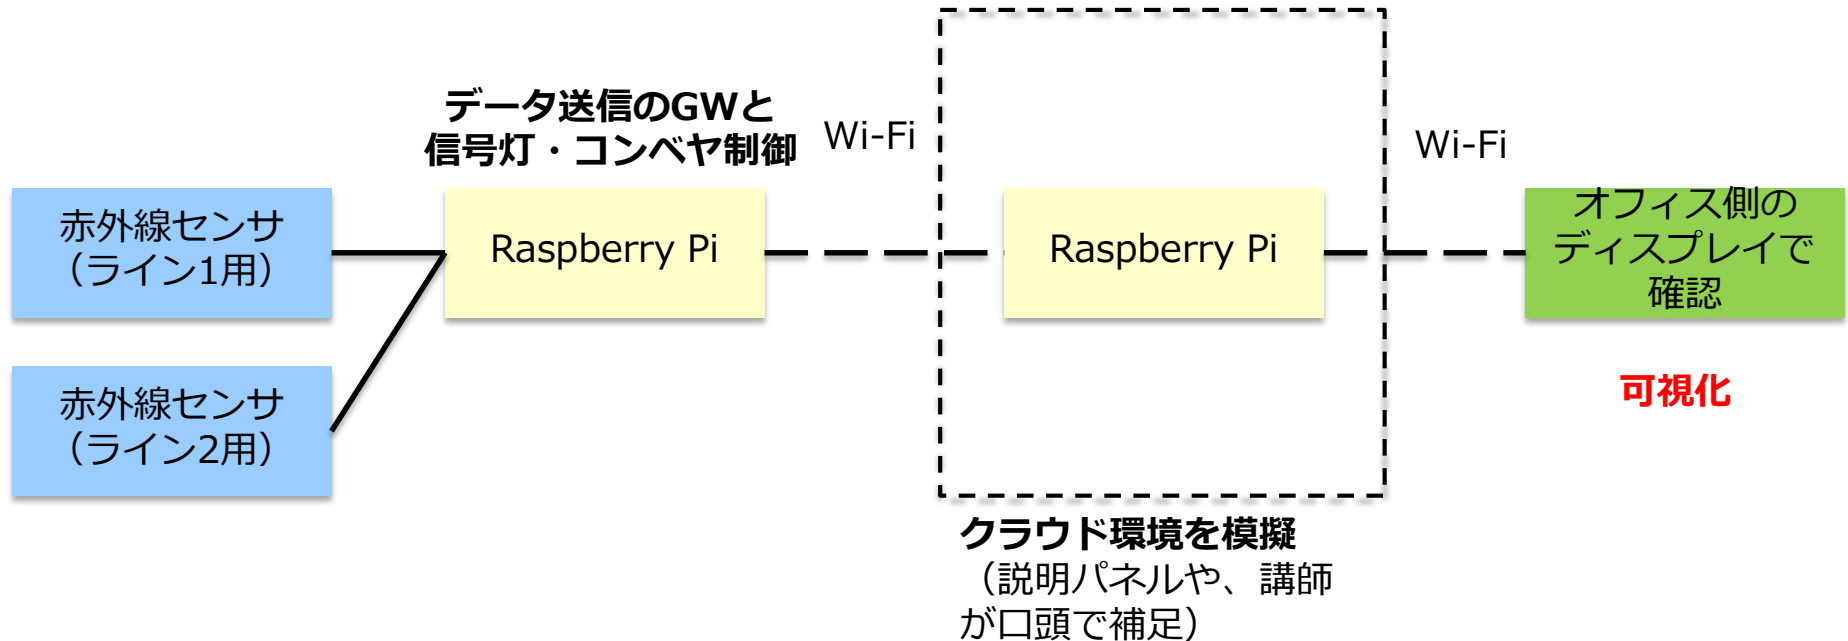 データ送信のGWと
信号灯・コンベヤ制御
Wi-Fi
Wi-Fi
赤外線センサ
（ライン1用）
Raspberry Pi
Raspberry Pi
オフィス側の
ディスプレイで
確認
赤外線センサ
（ライン2用）
可視化
クラウド環境を模擬
（説明パネルや、講師
が口頭で補足）